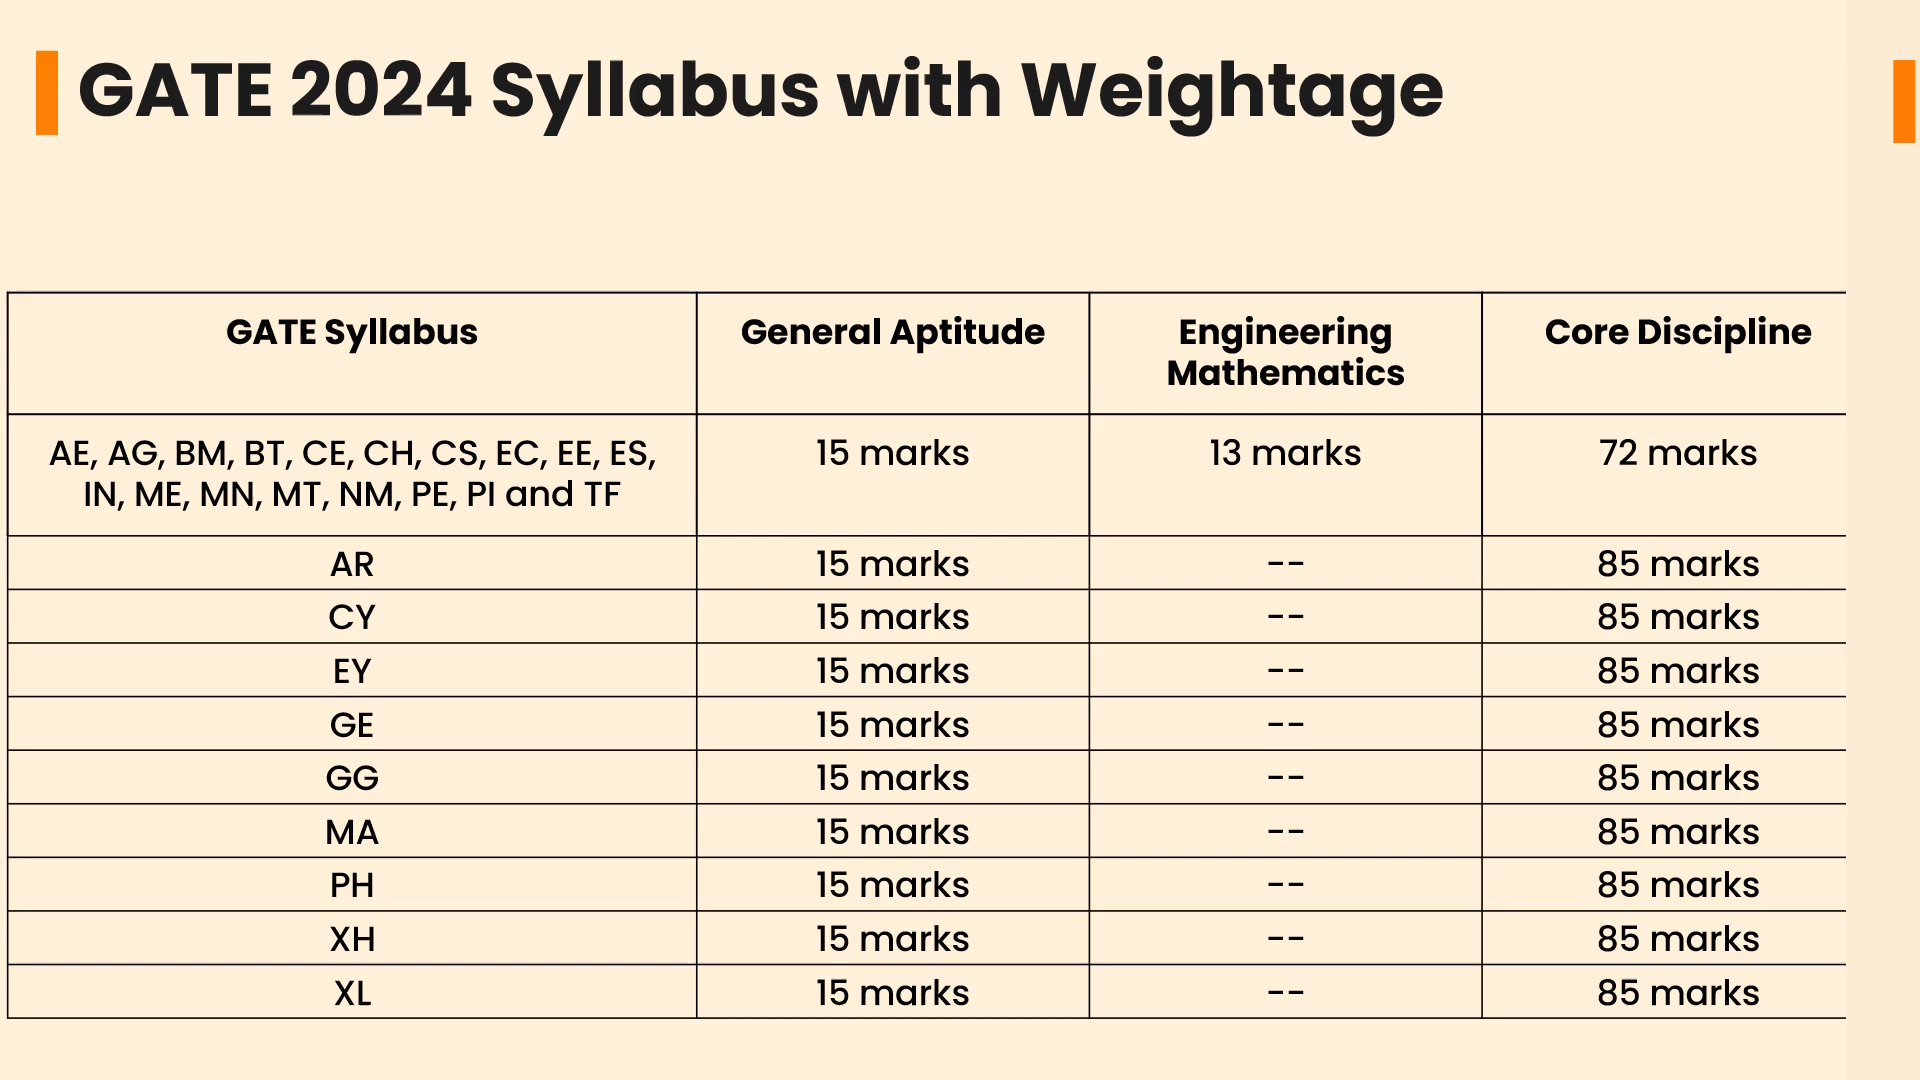 GATE 2024 Syllabus with Weightage
GATE Syllabus General Aptitude Engineering Mathematics Core Discipline
AE, AG, BM, BT, CE, CH, CS, EC, EE, ES,
IN, ME, MN, MT, NM, PE, PI and TF
15 marks 13 marks 72 marks
AR 15 marks -- 85 marks
CY 15 marks -- 85 marks
EY 15 marks -- 85 marks
GE 15 marks -- 85 marks
GG 15 marks -- 85 marks
MA 15 marks -- 85 marks
PH 15 marks -- 85 marks
XH 15 marks -- 85 marks
XL 15 marks -- 85 marks